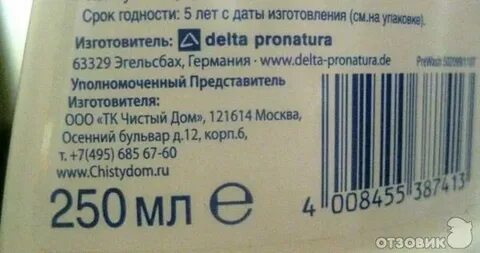 Срок годности: 5 лет с даты изготовления (см.на упаковке).
Изготовитель: delta pronatura
63329 Эгельсбах, Германия · www.delta-pronatura.de
Уполномоченный Представитель
Изготовителя:
ООО «ТК Чистый Дом», 121614 Москва,
Осенний бульвар д.12, корп.6,
т.+7(495) 685 67-60
www.Chistydom.ru
250 мл ℮
4 008455 387413
ОТЗОВИК